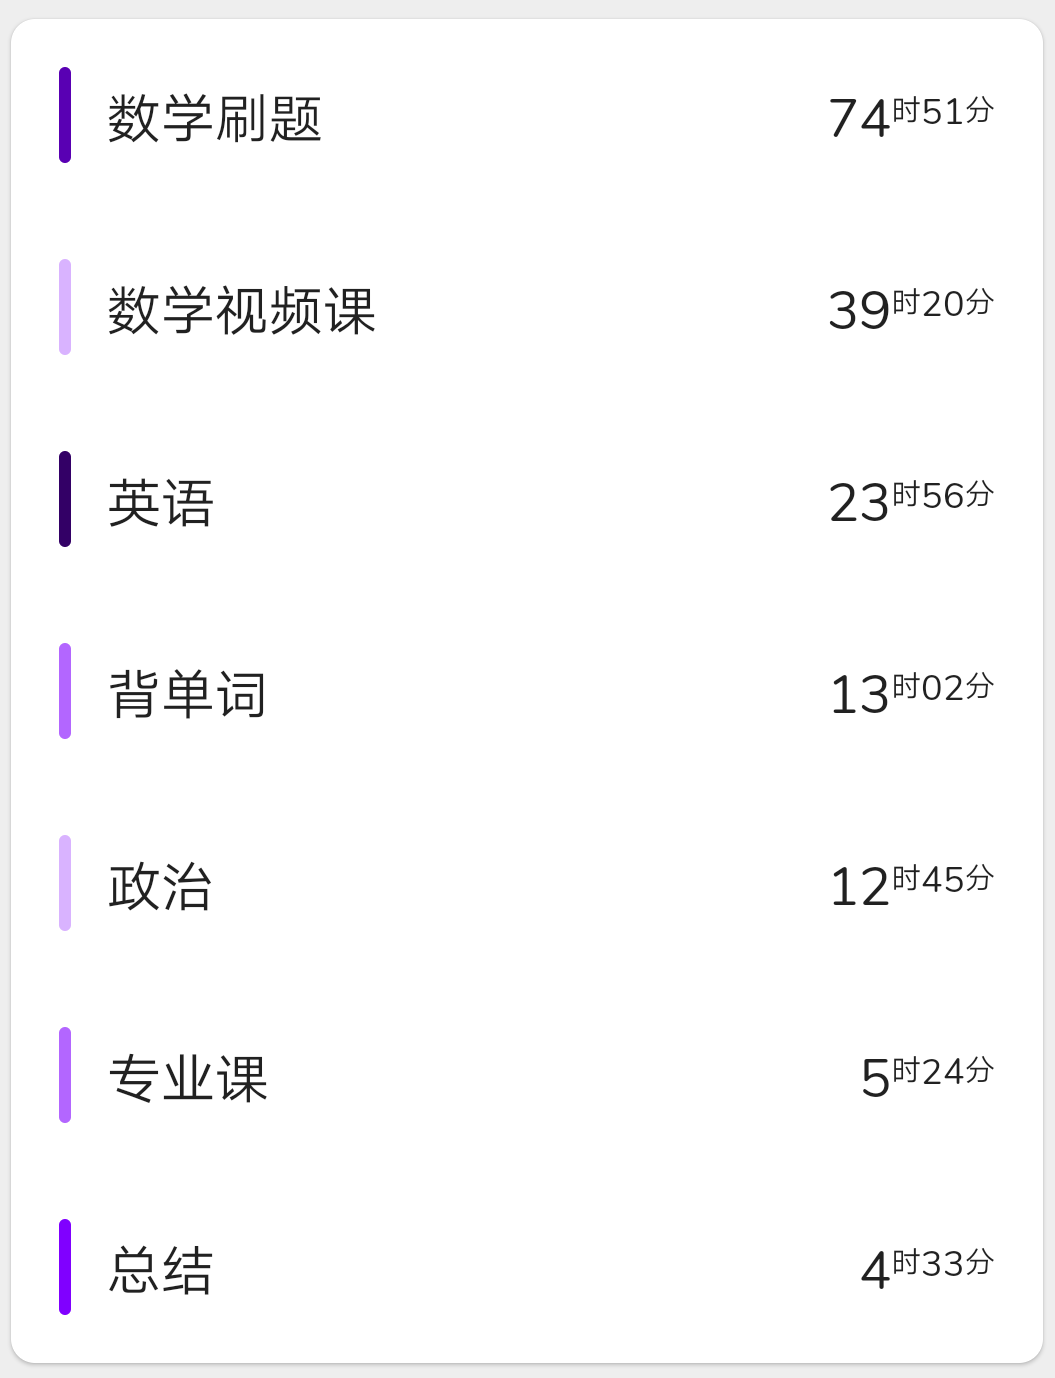 数学刷题 74时51分
数学视频课 39时20分
英语 23时56分
背单词 13时02分
政治 12时45分
专业课 5时24分
总结 4时33分